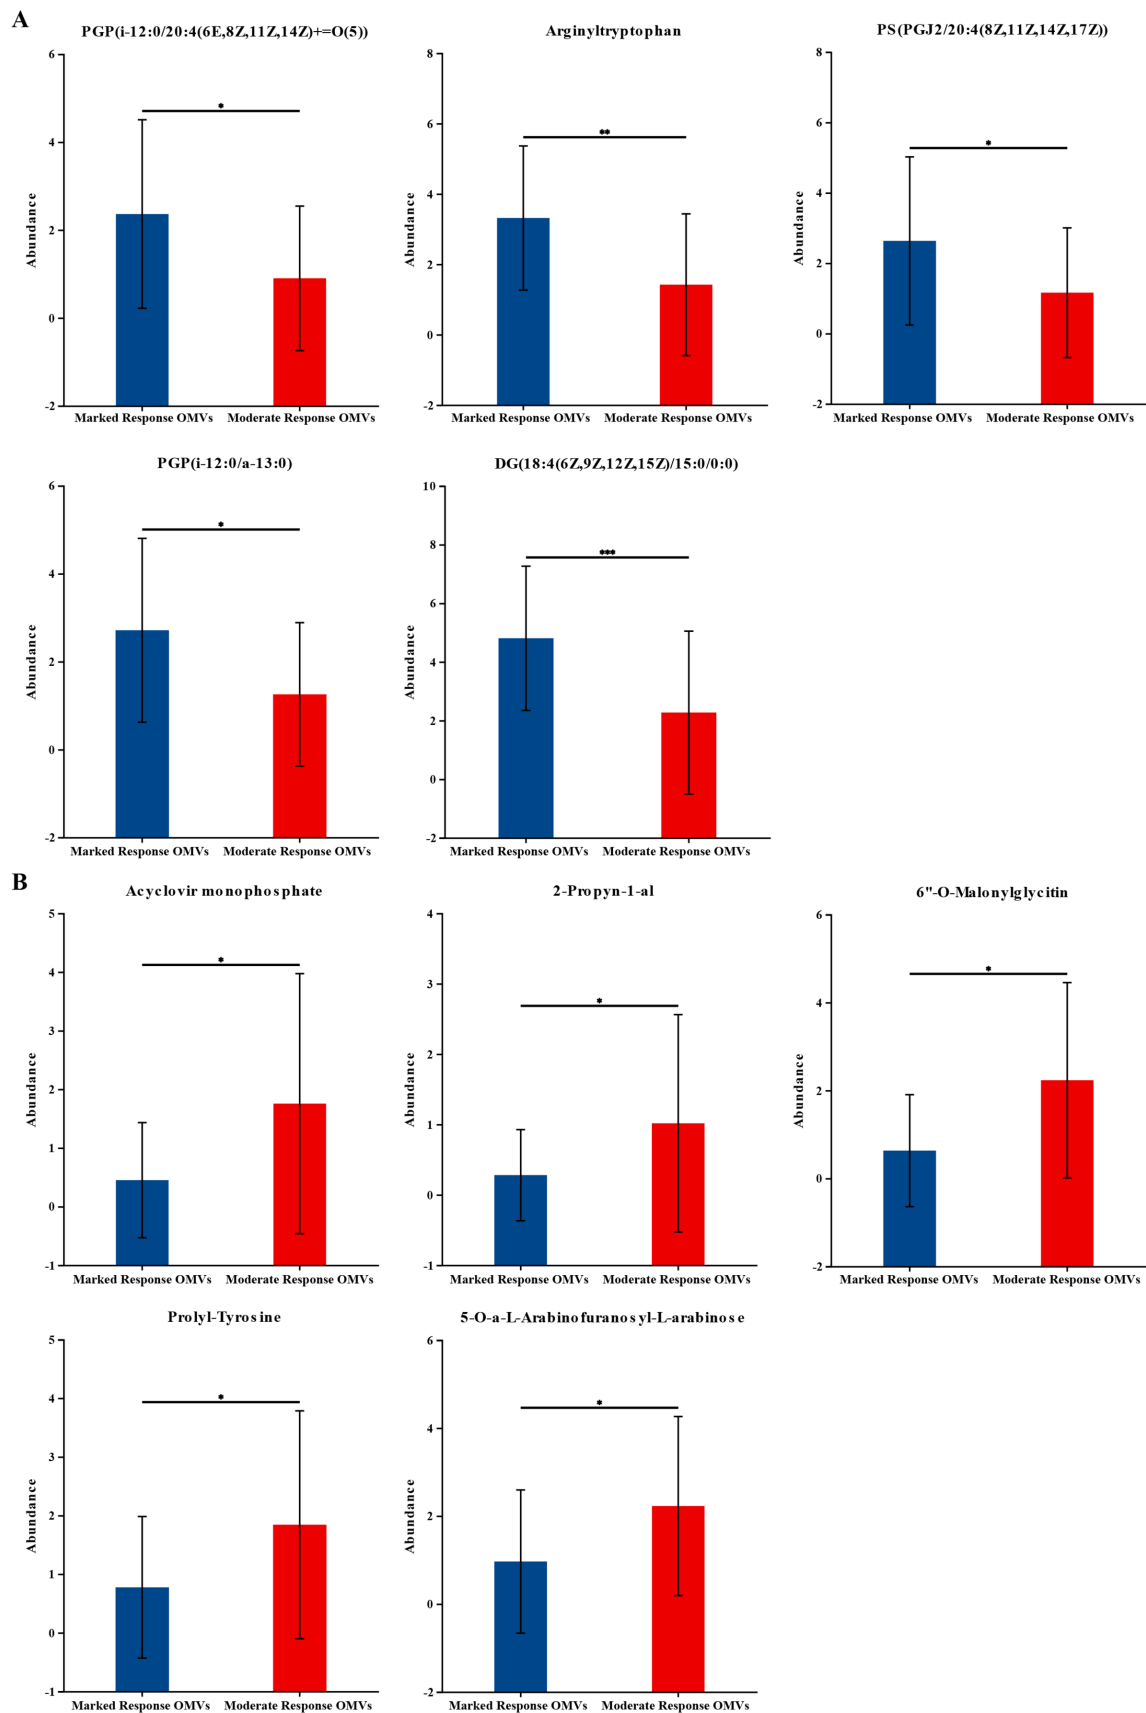 A
PGP(i-12:0/20:4(6E,8Z,11Z,14Z)+=O(5))
Abundance
6
4
2
0
-2
*
Marked Response OMVs
Moderate Response OMVs
Arginyltryptophan
Abundance
8
6
4
2
0
-2
**
Marked Response OMVs
Moderate Response OMVs
PS(PGJ2/20:4(8Z,11Z,14Z,17Z))
Abundance
8
6
4
2
0
-2
*
Marked Response OMVs
Moderate Response OMVs
PGP(i-12:0/a-13:0)
Abundance
6
4
2
0
-2
*
Marked Response OMVs
Moderate Response OMVs
DG(18:4(6Z,9Z,12Z,15Z)/15:0/0:0)
Abundance
10
8
6
4
2
0
-2
***
Marked Response OMVs
Moderate Response OMVs
B
Acyclovir monophosphate
Abundance
5
4
3
2
1
0
-1
*
Marked Response OMVs
Moderate Response OMVs
2-Propyn-1-al
Abundance
4
3
2
1
0
-1
*
Marked Response OMVs
Moderate Response OMVs
6"-O-Malonylglycitin
Abundance
6
4
2
0
-2
*
Marked Response OMVs
Moderate Response OMVs
Prolyl-Tyrosine
Abundance
5
4
3
2
1
0
-1
*
Marked Response OMVs
Moderate Response OMVs
5-O-a-L-Arabinofuranosyl-L-arabinose
Abundance
6
4
2
0
-2
*
Marked Response OMVs
Moderate Response OMVs